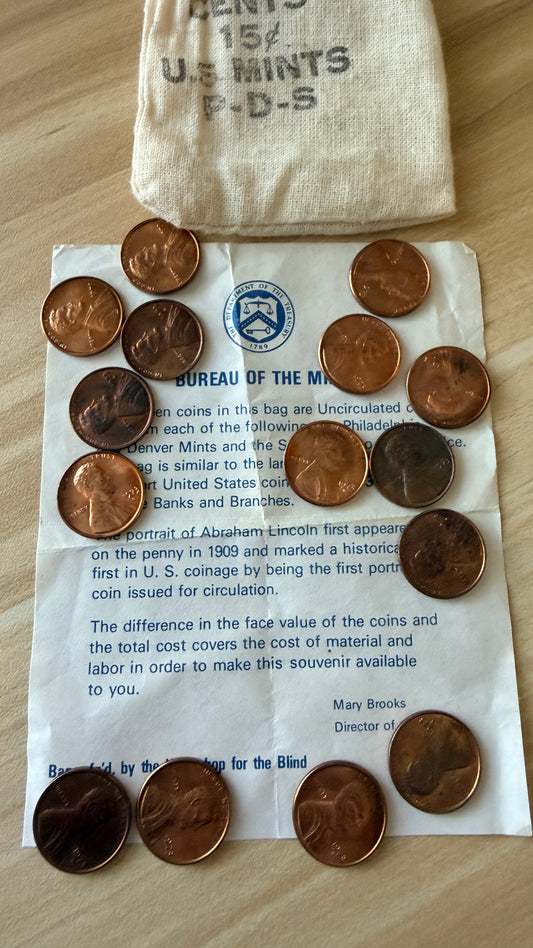 CENTS
15¢
U.S. MINTS
P-D-S
THE DEPARTMENT OF THE TREASURY
1789
BUREAU OF THE
en coins in this bag are Uncirculated
m each of the following Philadel
Denver Mints and the S
ag is similar to the lar
rt United States coin
e Banks and Branches.
portrait of Abraham Lincoln first appeare
on the penny in 1909 and marked a historica
first in U. S. coinage by being the first portr
coin issued for circulation.
The difference in the face value of the coins and
the total cost covers the cost of material and
labor in order to make this souvenir available
to you.
Mary Brooks
Director of
by the for the Blind